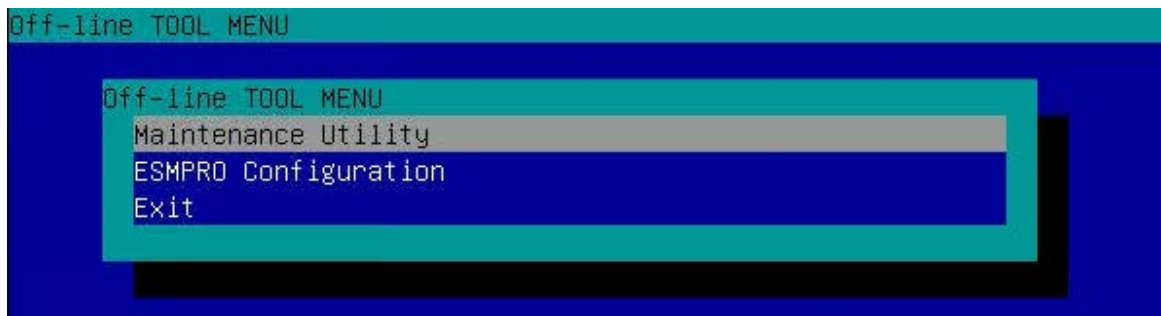 Off-line TOOL MENU
Off-line TOOL MENU
Maintenance Utility
ESMPRO Configuration
Exit